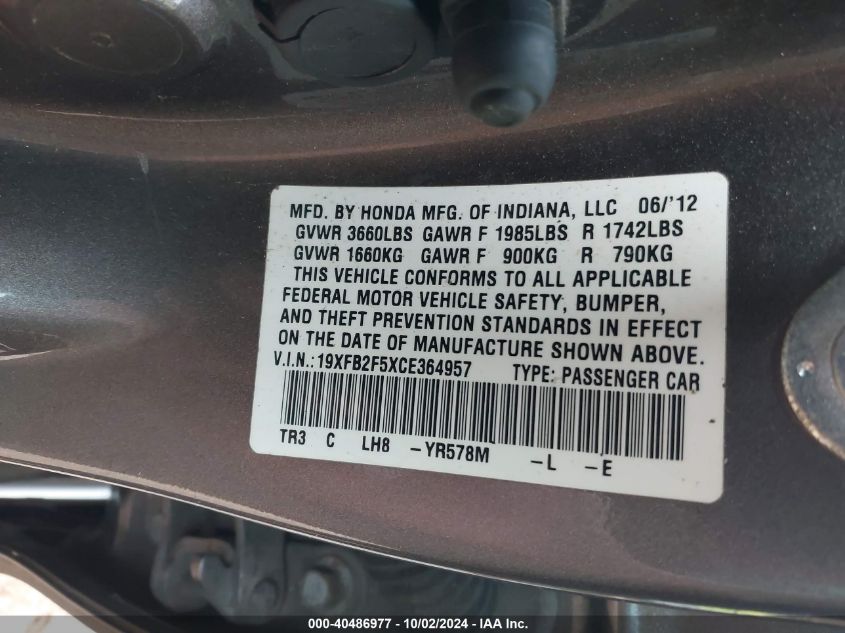 MFD. BY HONDA MFG. OF INDIANA, LLC 06/'12
GVWR 3660LBS GAWR F 1985LBS R 1742LBS
GVWR 1660KG GAWR F 900KG R 790KG
THIS VEHICLE CONFORMS TO ALL APPLICABLE
FEDERAL MOTOR VEHICLE SAFETY, BUMPER,
AND THEFT PREVENTION STANDARDS IN EFFECT
ON THE DATE OF MANUFACTURE SHOWN ABOVE.
V.I.N.:19XFB2F5XCE364957 TYPE: PASSENGER CAR
TR3 C LH8 -YR578M -L -E
000-40486977 - 10/02/2024 - IAA Inc.